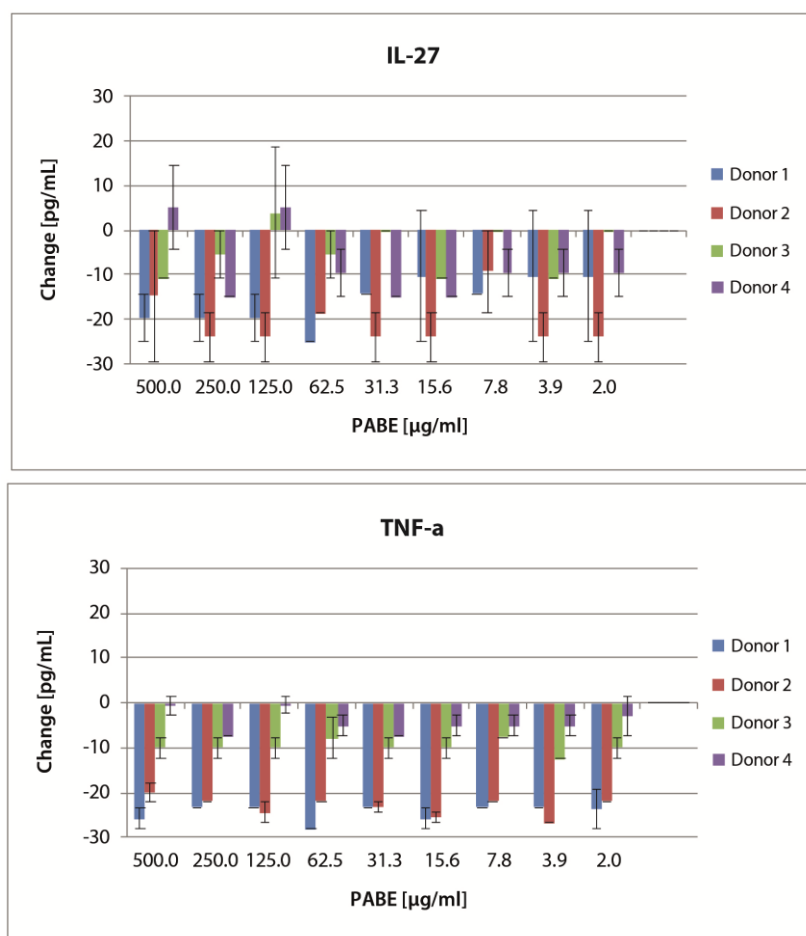 IL-27
30
20
10
0
-10
-20
-30
Change [pg/mL]
500.0 250.0 125.0 62.5 31.3 15.6 7.8 3.9 2.0
PABE [µg/ml]
Donor 1
Donor 2
Donor 3
Donor 4
TNF-a
30
20
10
0
-10
-20
-30
Change [pg/mL]
500.0 250.0 125.0 62.5 31.3 15.6 7.8 3.9 2.0
PABE [µg/ml]
Donor 1
Donor 2
Donor 3
Donor 4